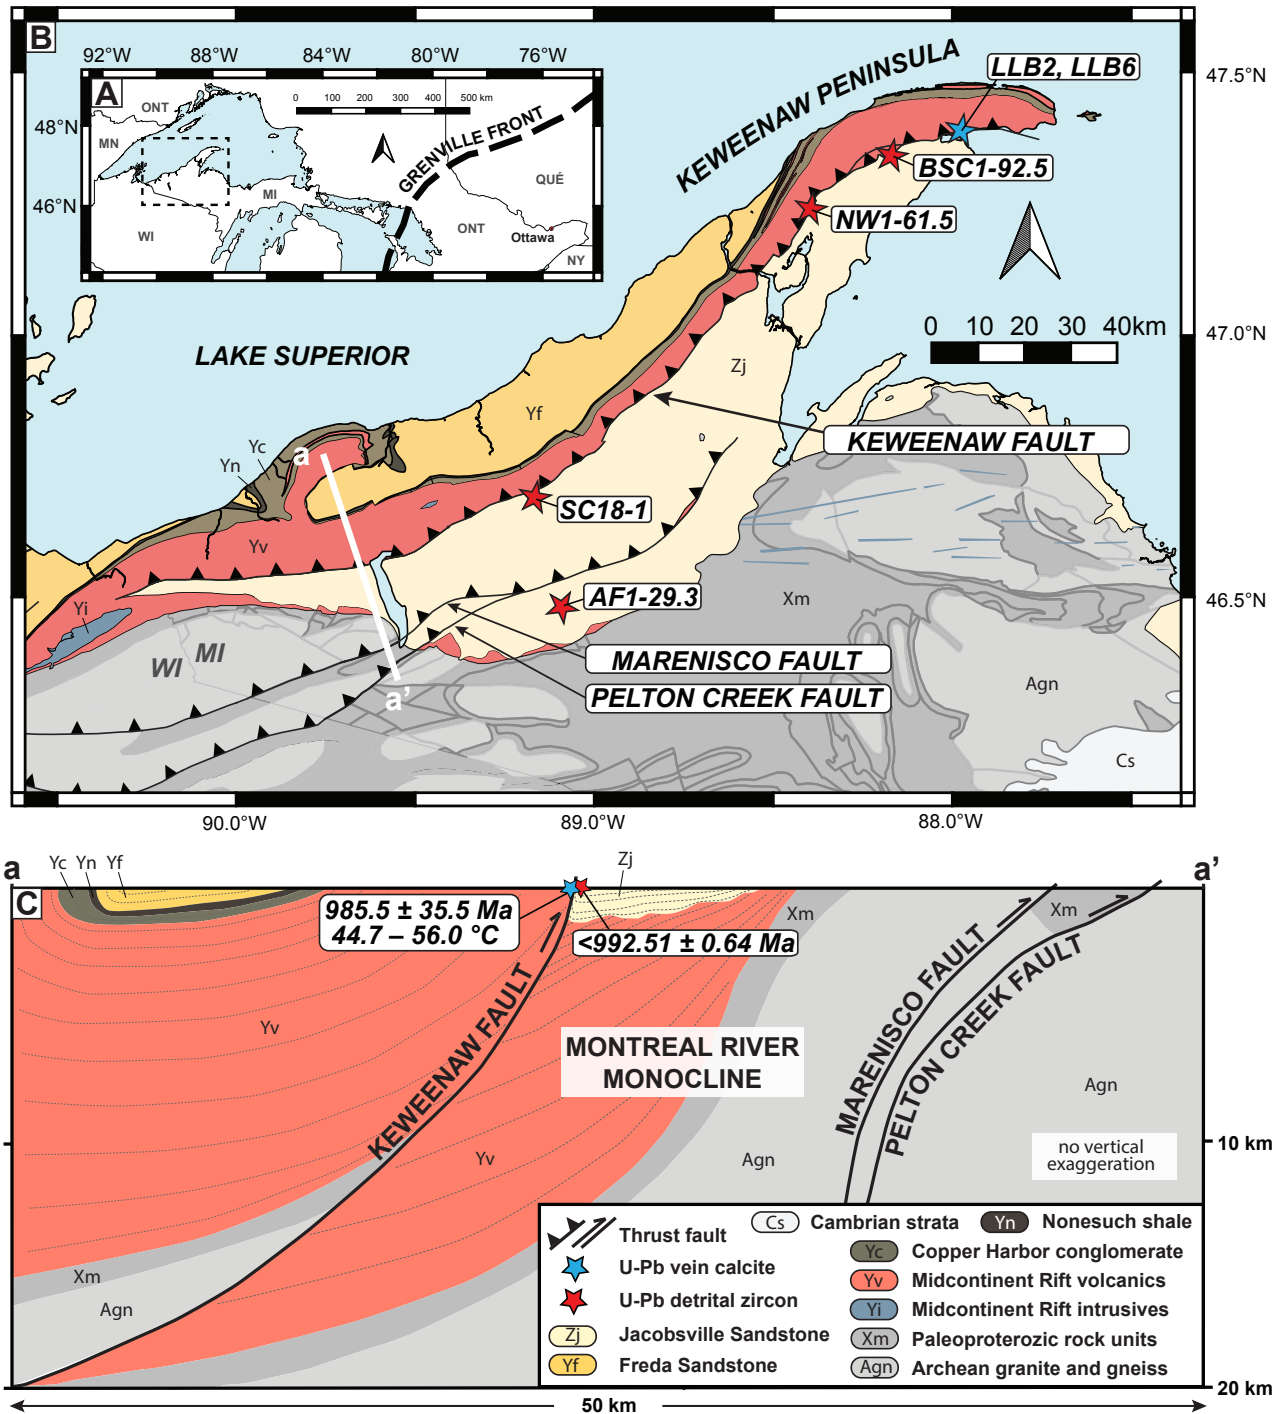 B
92°W 88°W 84°W 80°W 76°W
48°N
46°N
A
0 100 200 300 400 500 km
ONT
MN
WI
MI
GRENVILLE FRONT
QUÉ
ONT
Ottawa
NY
KEWEENAW PENINSULA
LLB2, LLB6
BSC1-92.5
NW1-61.5
47.5°N
47.0°N
46.5°N
0 10 20 30 40km
LAKE SUPERIOR
Zj
Yf
KEWEENAW FAULT
Yc
Yn
a
SC18-1
Yv
AF1-29.3
Xm
Yi
WI
MI
MARENISCO FAULT
PELTON CREEK FAULT
a’
Agn
Cs
90.0°W 89.0°W 88.0°W
a
a’
C
Yc Yn Yf
Zj
985.5 ± 35.5 Ma
44.7 – 56.0 °C
<992.51 ± 0.64 Ma
Xm
Xm
KEWEENAW FAULT
MARENISCO FAULT
PELTON CREEK FAULT
Yv
MONTREAL RIVER
MONOCLINE
Agn
Yv
Agn
no vertical
exaggeration
10 km
Xm
Agn
Thrust fault
U-Pb vein calcite
U-Pb detrital zircon
Zj Jacobsville Sandstone
Yf Freda Sandstone
Cs Cambrian strata
Yn Nonesuch shale
Yc Copper Harbor conglomerate
Yv Midcontinent Rift volcanics
Yi Midcontinent Rift intrusives
Xm Paleoproterozic rock units
Agn Archean granite and gneiss
20 km
50 km